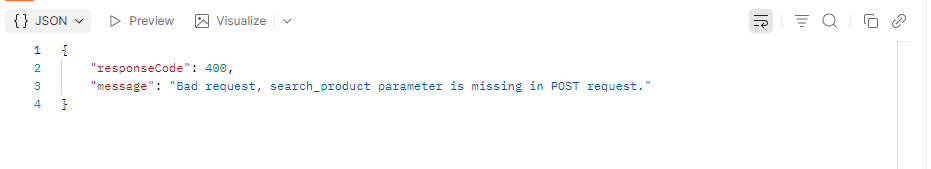 {} JSON Preview Visualize
1 {
2 "responseCode": 400,
3 "message": "Bad request, search_product parameter is missing in POST request."
4 }